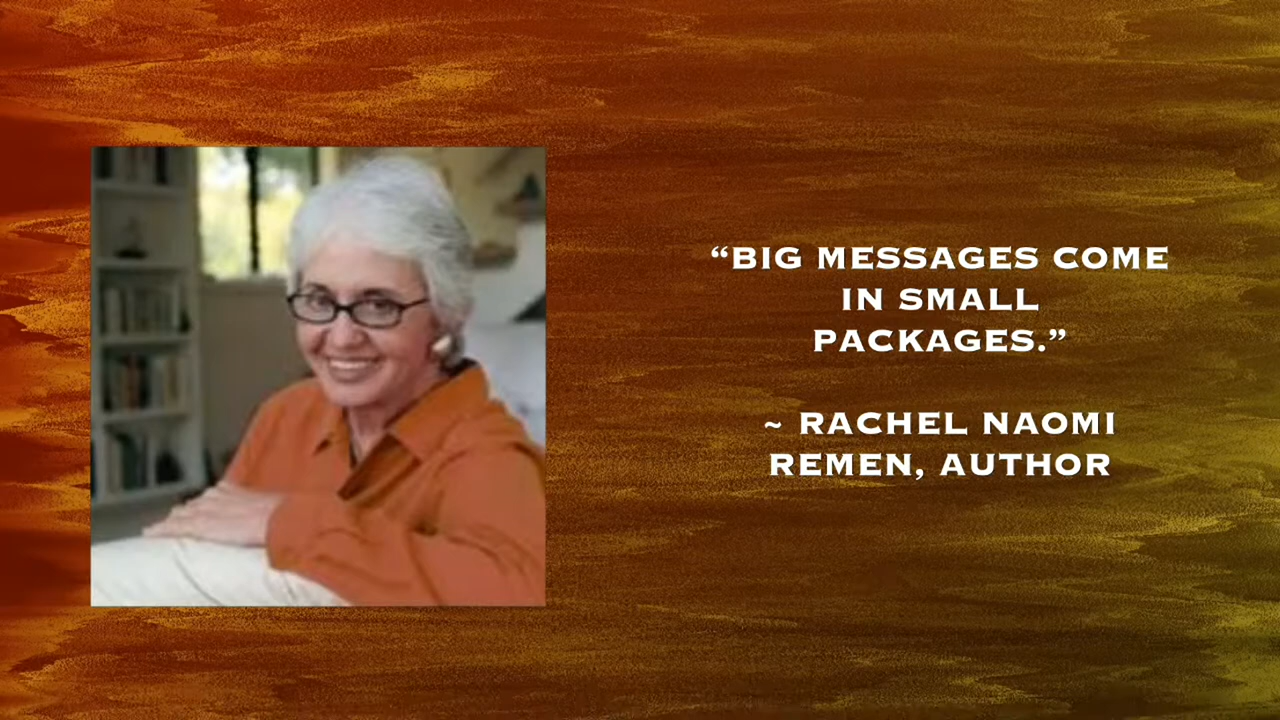 “BIG MESSAGES COME
IN SMALL
PACKAGES.”
~ RACHEL NAOMI
REMEN, AUTHOR